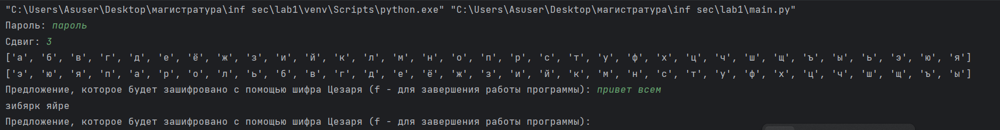 "C:\Users\Asuser\Desktop\магистратура\inf sec\lab1\venv\Scripts\python.exe" "C:\Users\Asuser\Desktop\магистратура\inf sec\lab1\main.py"
Пароль: пароль
Сдвиг: 3
['а', 'б', 'в', 'г', 'д', 'е', 'ё', 'ж', 'з', 'и', 'й', 'к', 'л', 'м', 'н', 'о', 'п', 'р', 'с', 'т', 'у', 'ф', 'х', 'ц', 'ч', 'ш', 'щ', 'ъ', 'ы', 'ь', 'э', 'ю', 'я']
['э', 'ю', 'я', 'п', 'а', 'р', 'о', 'л', 'ь', 'б', 'в', 'г', 'д', 'е', 'ё', 'ж', 'з', 'и', 'й', 'к', 'м', 'н', 'с', 'т', 'у', 'ф', 'х', 'ц', 'ч', 'ш', 'щ', 'ъ', 'ы']
Предложение, которое будет зашифровано с помощью шифра Цезаря (f - для завершения работы программы): привет всем
зибярк яйре
Предложение, которое будет зашифровано с помощью шифра Цезаря (f - для завершения работы программы):